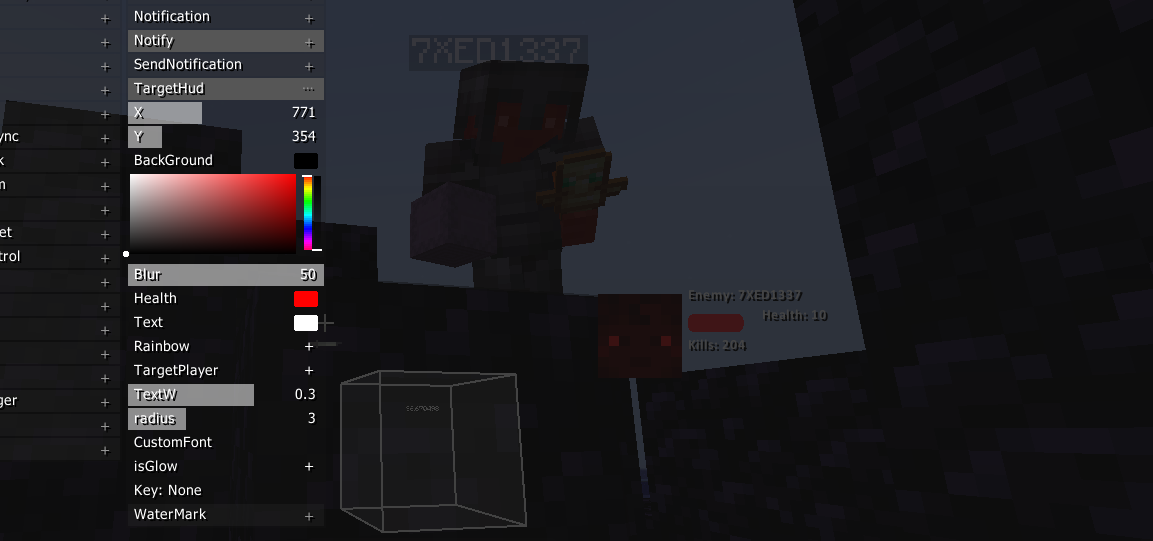 Notification +
Notify +
SendNotification +
TargetHud ...
X 771
Y 354
BackGround
Blur 50
Health
Text
Rainbow +
TargetPlayer +
TextW 0.3
radius 3
CustomFont
isGlow +
Key: None
WaterMark +
ync +
k +
m +
et +
trol +
ger +
7XED1337
Enemy: 7XED1337
Health: 10
Kills: 204